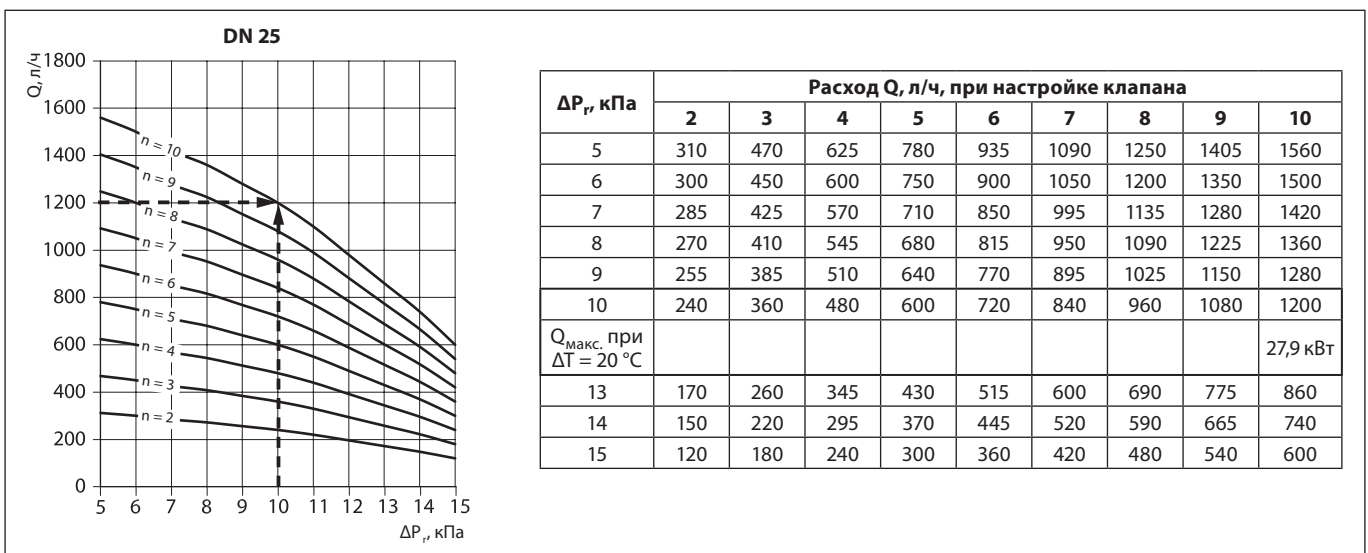 DN 25
Q, л/ч
1800
1600
1400
1200
1000
800
600
400
200
0
n = 10
n = 9
n = 8
n = 7
n = 6
n = 5
n = 4
n = 3
n = 2
5 6 7 8 9 10 11 12 13 14 15
ΔPr, кПа
ΔPr, кПа Расход Q, л/ч, при настройке клапана
2 3 4 5 6 7 8 9 10
5 310 470 625 780 935 1090 1250 1405 1560
6 300 450 600 750 900 1050 1200 1350 1500
7 285 425 570 710 850 995 1135 1280 1420
8 270 410 545 680 815 950 1090 1225 1360
9 255 385 510 640 770 895 1025 1150 1280
10 240 360 480 600 720 840 960 1080 1200
Qмакс. при
ΔT = 20 °C 27,9 кВт
13 170 260 345 430 515 600 690 775 860
14 150 220 295 370 445 520 590 665 740
15 120 180 240 300 360 420 480 540 600